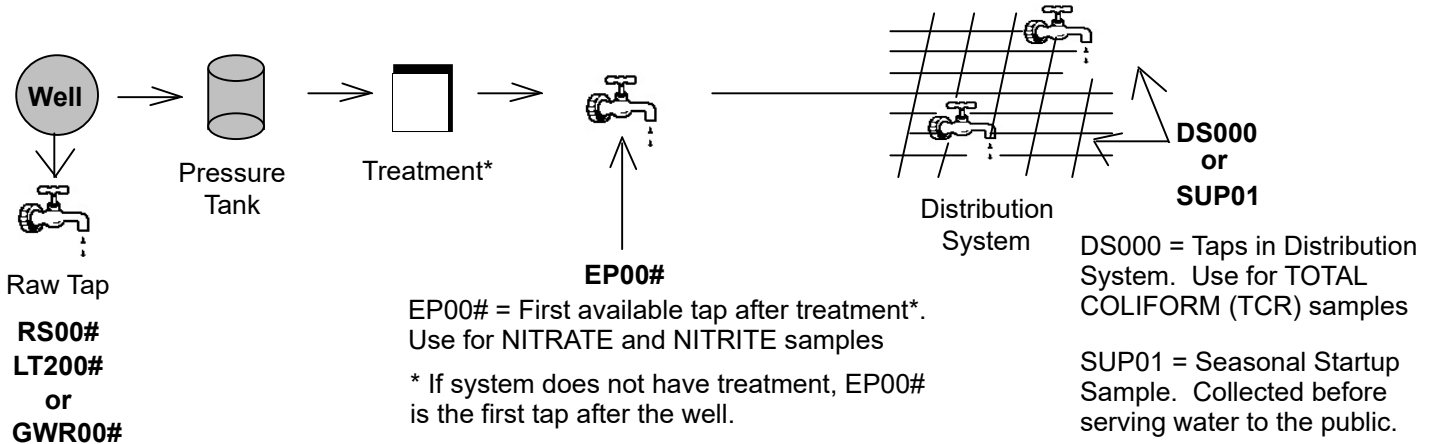 Well
Pressure
Tank
Treatment*
Raw Tap
RS00#
LT200#
or
GWR00#
EP00#
EP00# = First available tap after treatment*.
Use for NITRATE and NITRITE samples
* If system does not have treatment, EP00#
is the first tap after the well.
Distribution
System
DS000
or
SUP01
DS000 = Taps in Distribution
System.  Use for TOTAL
COLIFORM (TCR) samples
SUP01 = Seasonal Startup
Sample.  Collected before
serving water to the public.